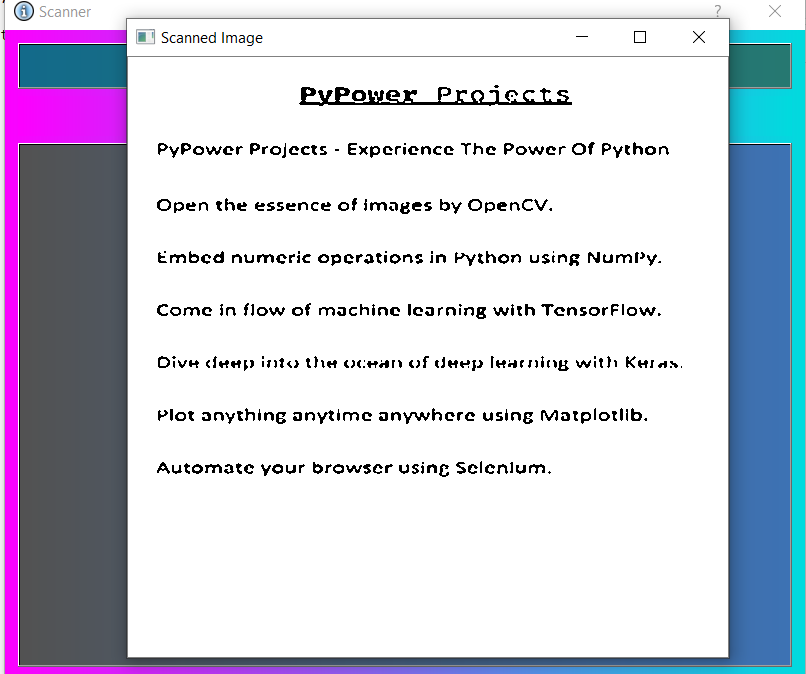 Scanner
?
Scanned Image
PyPower Projects
PyPower Projects - Experience The Power Of Python
Open the essence of images by OpenCV.
Embed numeric operations in Python using NumPy.
Come in flow of machine learning with TensorFlow.
Dive deep into the ocean of deep learning with Keras.
Plot anything anytime anywhere using Matplotlib.
Automate your browser using Selenium.